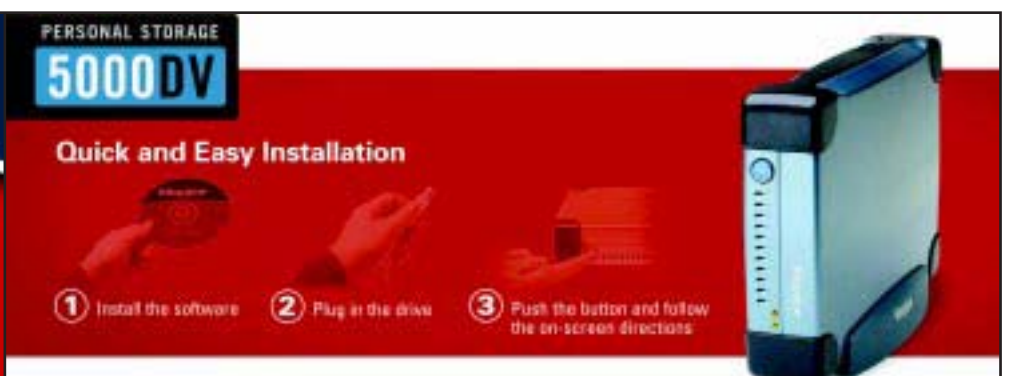 PERSONAL STORAGE
5000DV
Quick and Easy Installation
1 Install the software
2 Plug in the drive
3 Push the button and follow
the on-screen directions